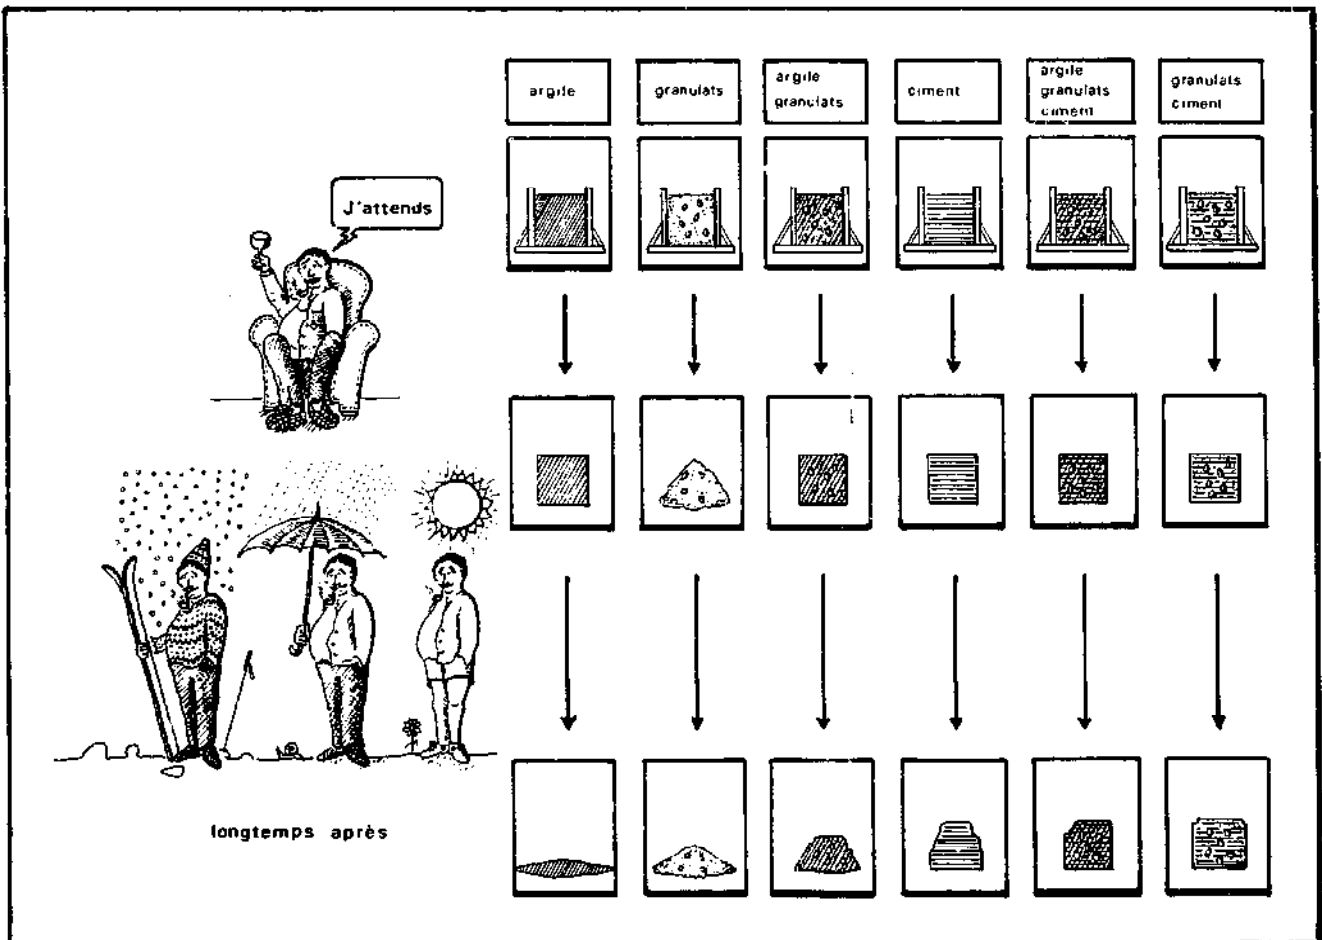 argile
granulats
argile
granulats
ciment
argile
granulats
ciment
granulats
ciment
J'attends
longtemps après